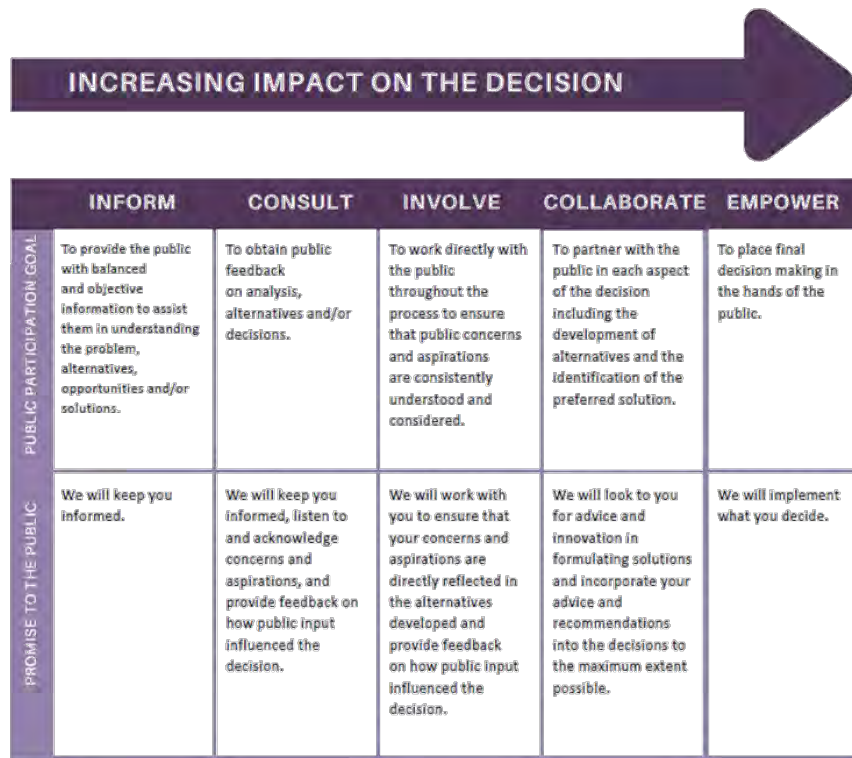 INCREASING IMPACT ON THE DECISION
INFORM
CONSULT
INVOLVE
COLLABORATE
EMPOWER
PUBLIC PARTICIPATION GOAL
To provide the public
with balanced
and objective
information to assist
them in understanding
the problem,
alternatives,
opportunities and/or
solutions.
To obtain public
feedback
on analysis,
alternatives and/or
decisions.
To work directly with
the public
throughout the
process to ensure
that public concerns
and aspirations
are consistently
understood and
considered.
To partner with the
public in each aspect
of the decision
including the
development of
alternatives and the
identification of the
preferred solution.
To place final
decision making in
the hands of the
public.
PROMISE TO THE PUBLIC
We will keep you
informed.
We will keep you
informed, listen to
and acknowledge
concerns and
aspirations, and
provide feedback on
how public input
influenced the
decision.
We will work with
you to ensure that
your concerns and
aspirations are
directly reflected in
the alternatives
developed and
provide feedback
on how public input
influenced the
decision.
We will look to you
for advice and
innovation in
formulating solutions
and incorporate your
advice and
recommendations
into the decisions to
the maximum extent
possible.
We will implement
what you decide.